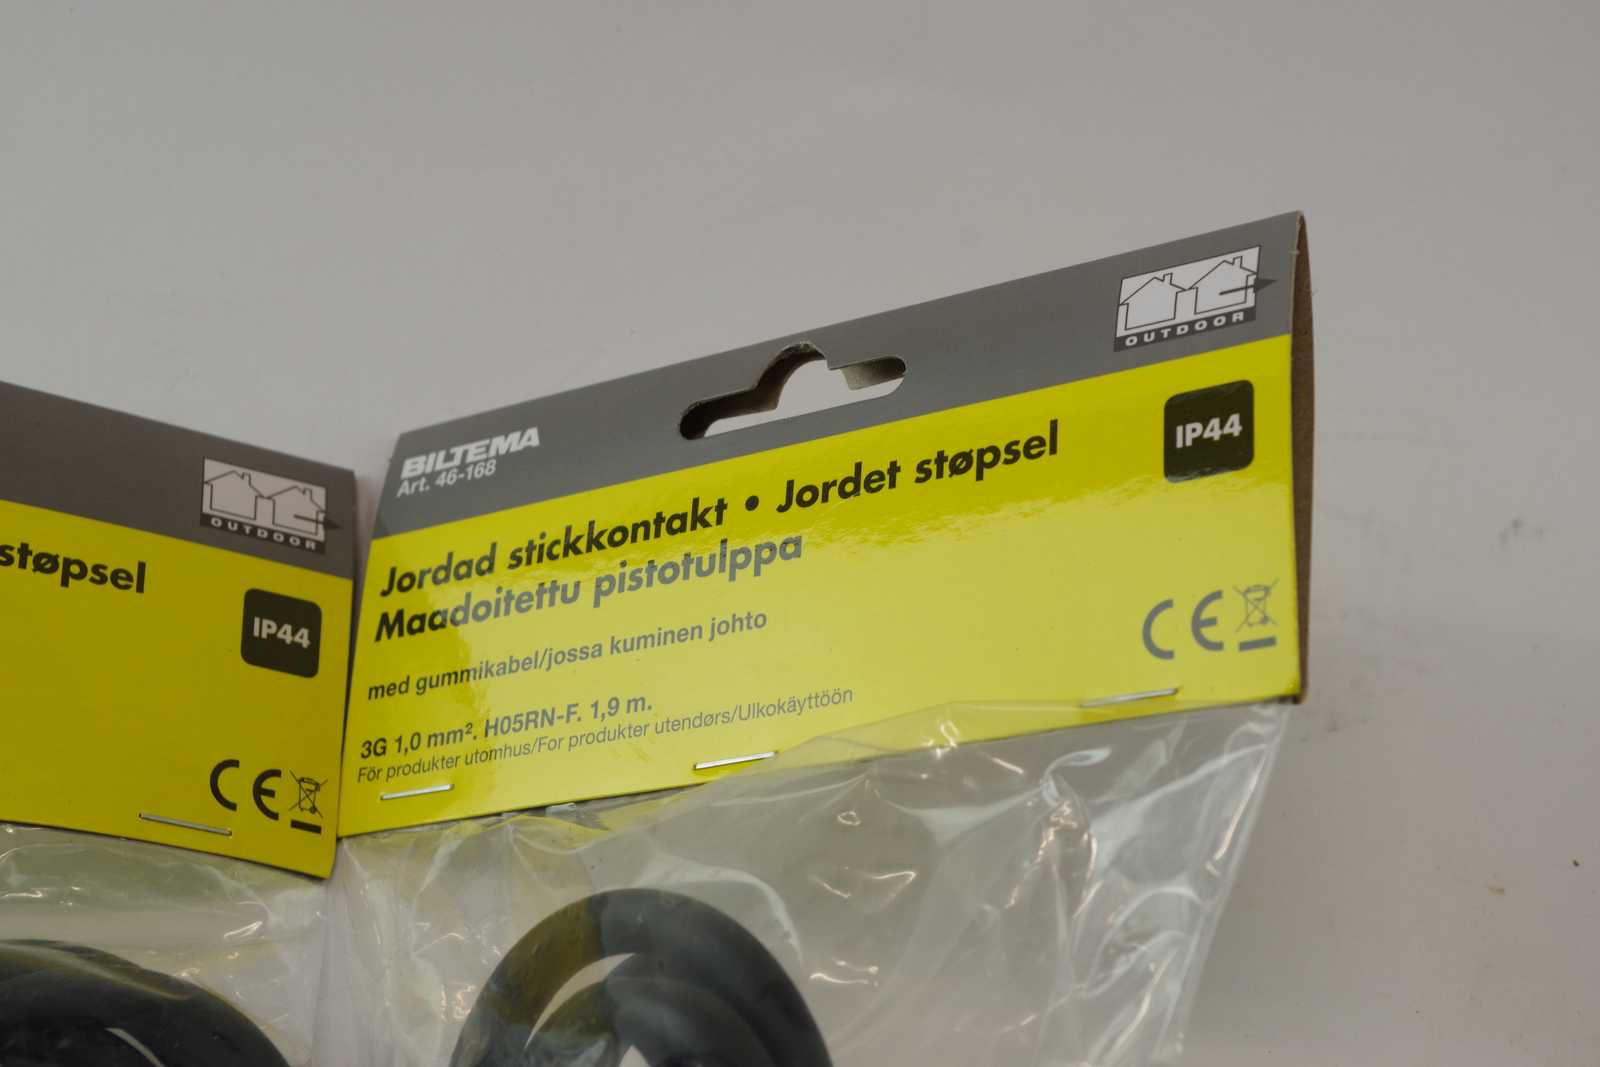 støpsel
OUTDOOR
IP44
CE
BILTEMA
Art. 46-168
OUTDOOR
Jordad stickkontakt • Jordet støpsel
Maadoitettu pistotulppa
IP44
med gummikabel/jossa kuminen johto
3G 1,0 mm². H05RN-F. 1,9 m.
För produkter utomhus/For produkter utendørs/Ulkokäyttöön
CE